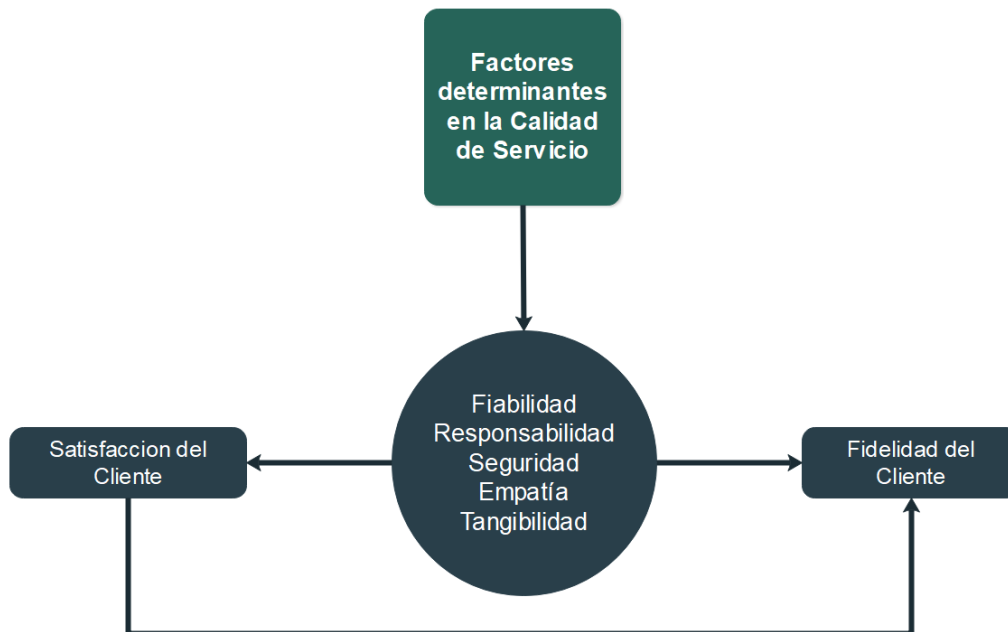 Factores
determinantes
en la Calidad
de Servicio
Fiabilidad
Responsabilidad
Seguridad
Empatía
Tangibilidad
Satisfaccion del
Cliente
Fidelidad del
Cliente